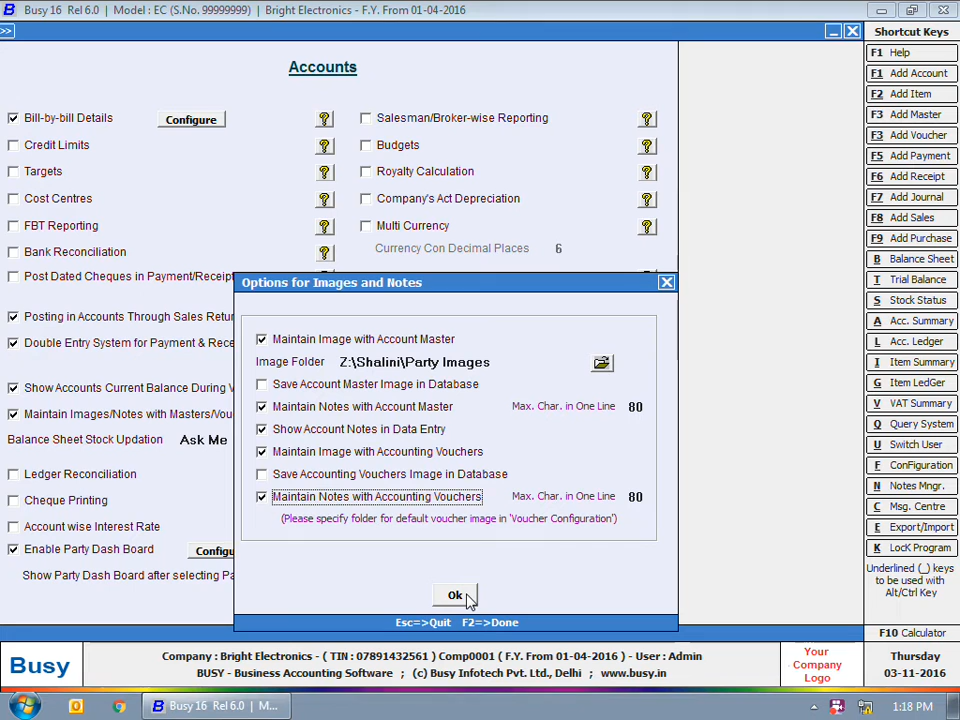 Busy 16 Rel 6.0 | Model : EC (S.No. 99999999) | Bright Electronics - F.Y. From 01-04-2016
>>
Accounts
Bill-by-bill Details Configure ? Salesman/Broker-wise Reporting ?
Credit Limits ? Budgets ?
Targets ? Royalty Calculation ?
Cost Centres ? Company's Act Depreciation ?
FBT Reporting ? Multi Currency ?
Bank Reconciliation ? Currency Con Decimal Places 6
Post Dated Cheques in Payment/Receipt
Posting in Accounts Through Sales Retu
Double Entry System for Payment & Rece
Show Accounts Current Balance During V
Maintain Images/Notes with Masters/Vou
Balance Sheet Stock Updation Ask Me
Ledger Reconciliation
Cheque Printing
Account wise Interest Rate
Enable Party Dash Board Configu
Show Party Dash Board after selecting Pa
Options for Images and Notes
Maintain Image with Account Master
Image Folder Z:\Shalini\Party Images
Save Account Master Image in Database
Maintain Notes with Account Master Max. Char. in One Line 80
Show Account Notes in Data Entry
Maintain Image with Accounting Vouchers
Save Accounting Vouchers Image in Database
Maintain Notes with Accounting Vouchers Max. Char. in One Line 80
(Please specify folder for default voucher image in 'Voucher Configuration')
Ok
Esc=>Quit F2=>Done
Shortcut Keys
F1 Help
F1 Add Account
F2 Add Item
F3 Add Master
F3 Add Voucher
F5 Add Payment
F6 Add Receipt
F7 Add Journal
F8 Add Sales
F9 Add Purchase
B Balance Sheet
T Trial Balance
S Stock Status
A Acc. Summary
L Acc. Ledger
I Item Summary
G Item LedGer
V VAT Summary
Q Query System
U Switch User
F ConFiguration
N Notes Mngr.
C Msg. Centre
E Export/Import
K LocK Program
Underlined (_) keys
to be used with
Alt/Ctrl Key
F10 Calculator
Busy
Company : Bright Electronics - ( TIN : 07891432561 ) Comp0001 ( F.Y. From 01-04-2016 ) - User : Admin
BUSY - Business Accounting Software ; (c) Busy Infotech Pvt. Ltd., Delhi ; www.busy.in
Your
Company
Logo
Thursday
03-11-2016
Busy 16 Rel 6.0 | M...
1:18 PM